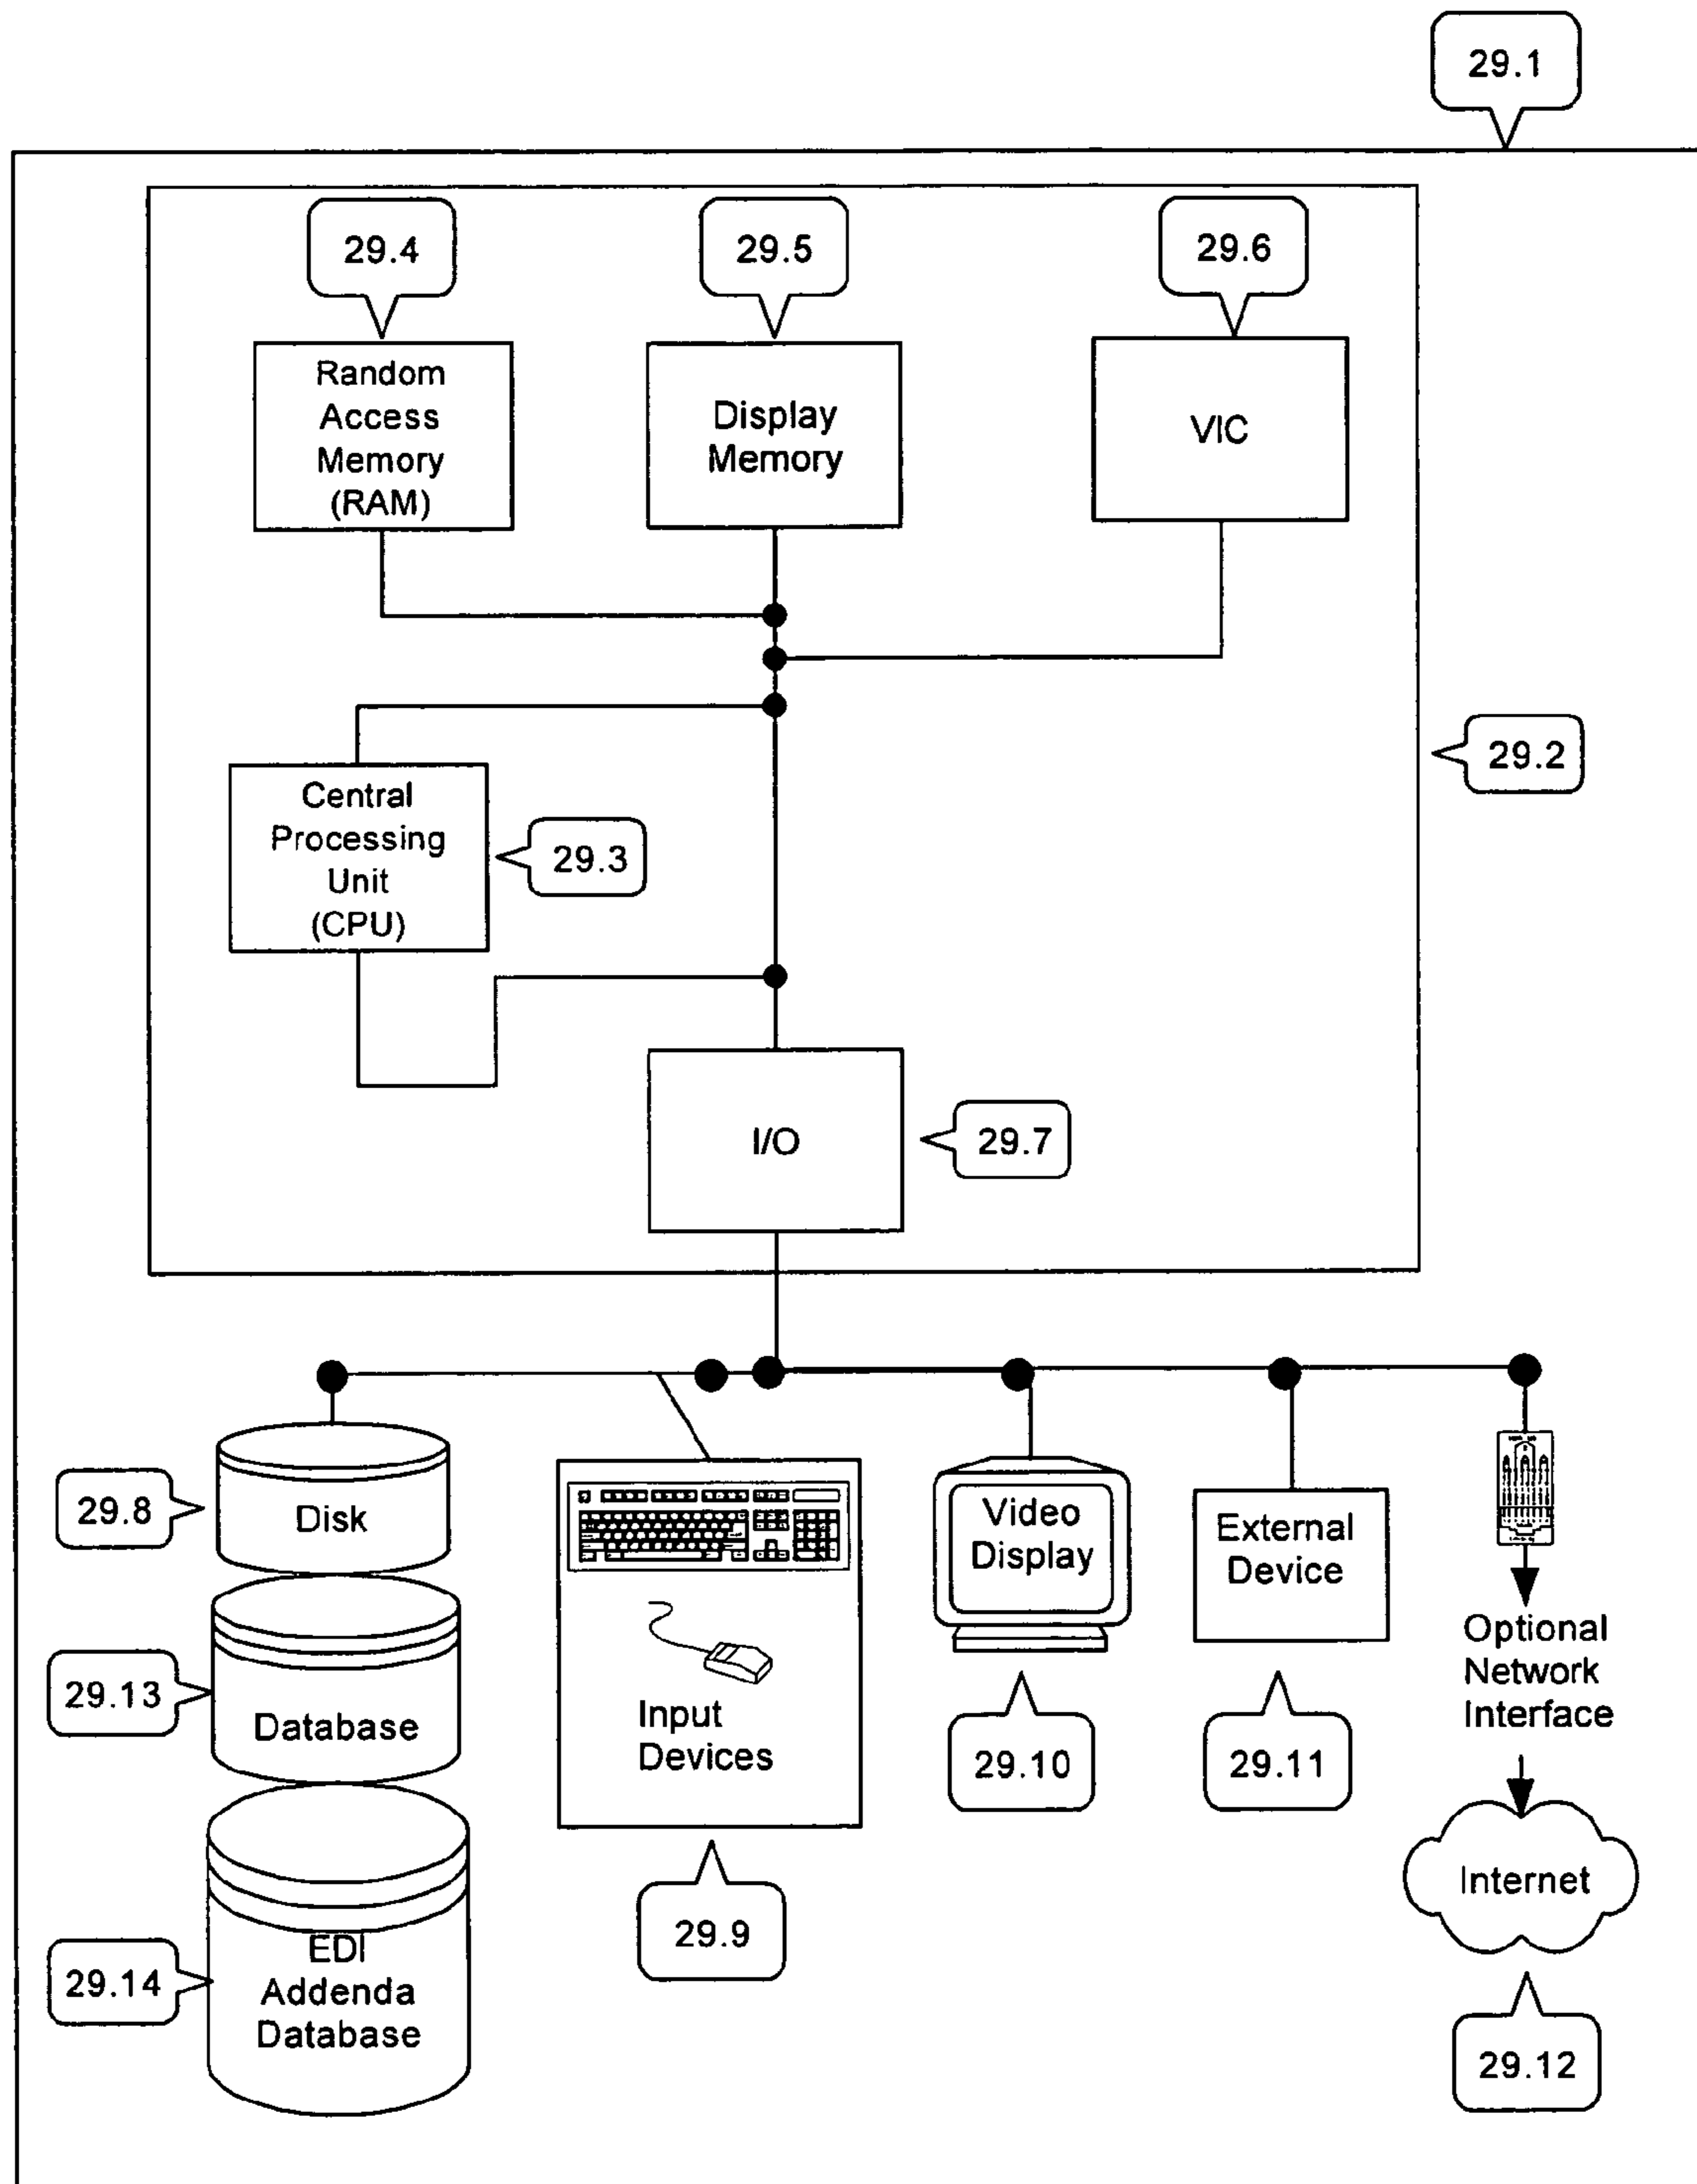 29.1
29.4
29.5
29.6
Random
Access
Memory
(RAM)
Display
Memory
VIC
29.2
Central
Processing
Unit
(CPU)
29.3
I/O
29.7
29.8
Disk
Video
Display
External
Device
29.13
Database
Input
Devices
29.10
29.11
Optional
Network
Interface
29.14
EDI
Addenda
Database
29.9
Internet
29.12